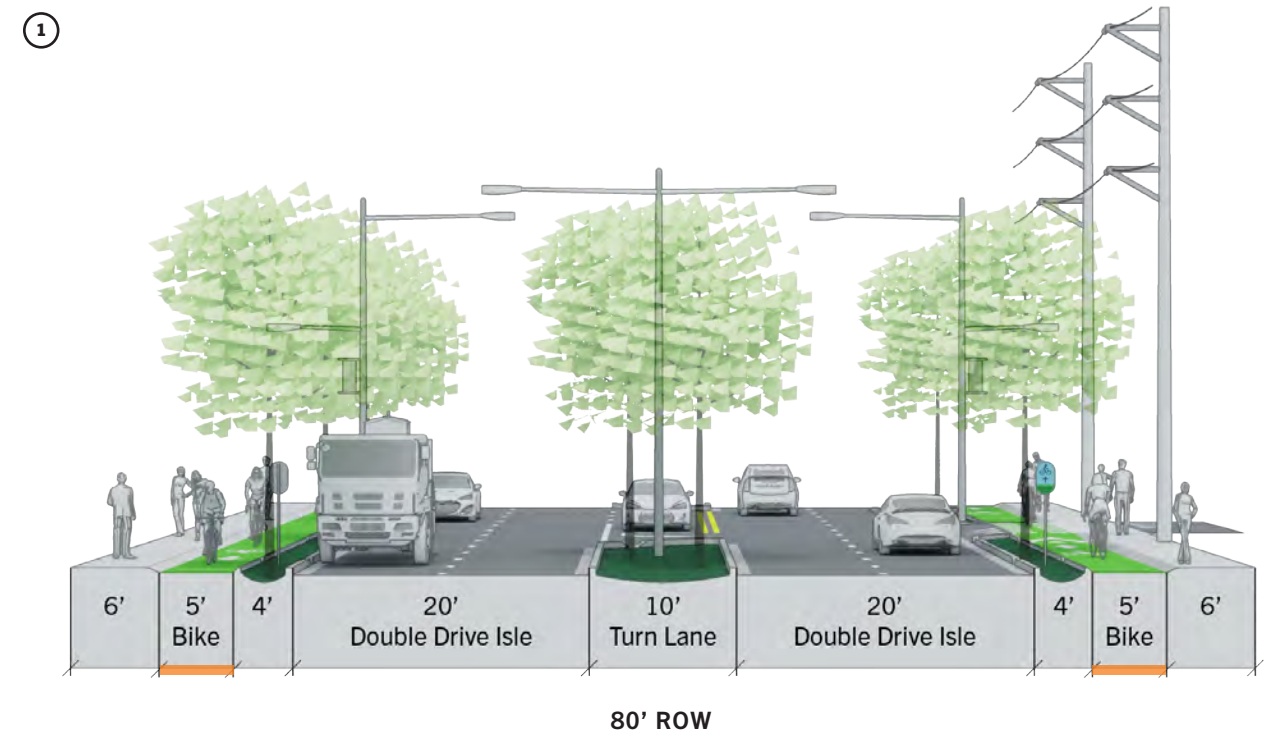 1
6’
5’
Bike
4’
20’
Double Drive Isle
10’
Turn Lane
20’
Double Drive Isle
4’
5’
Bike
6’
80’ ROW